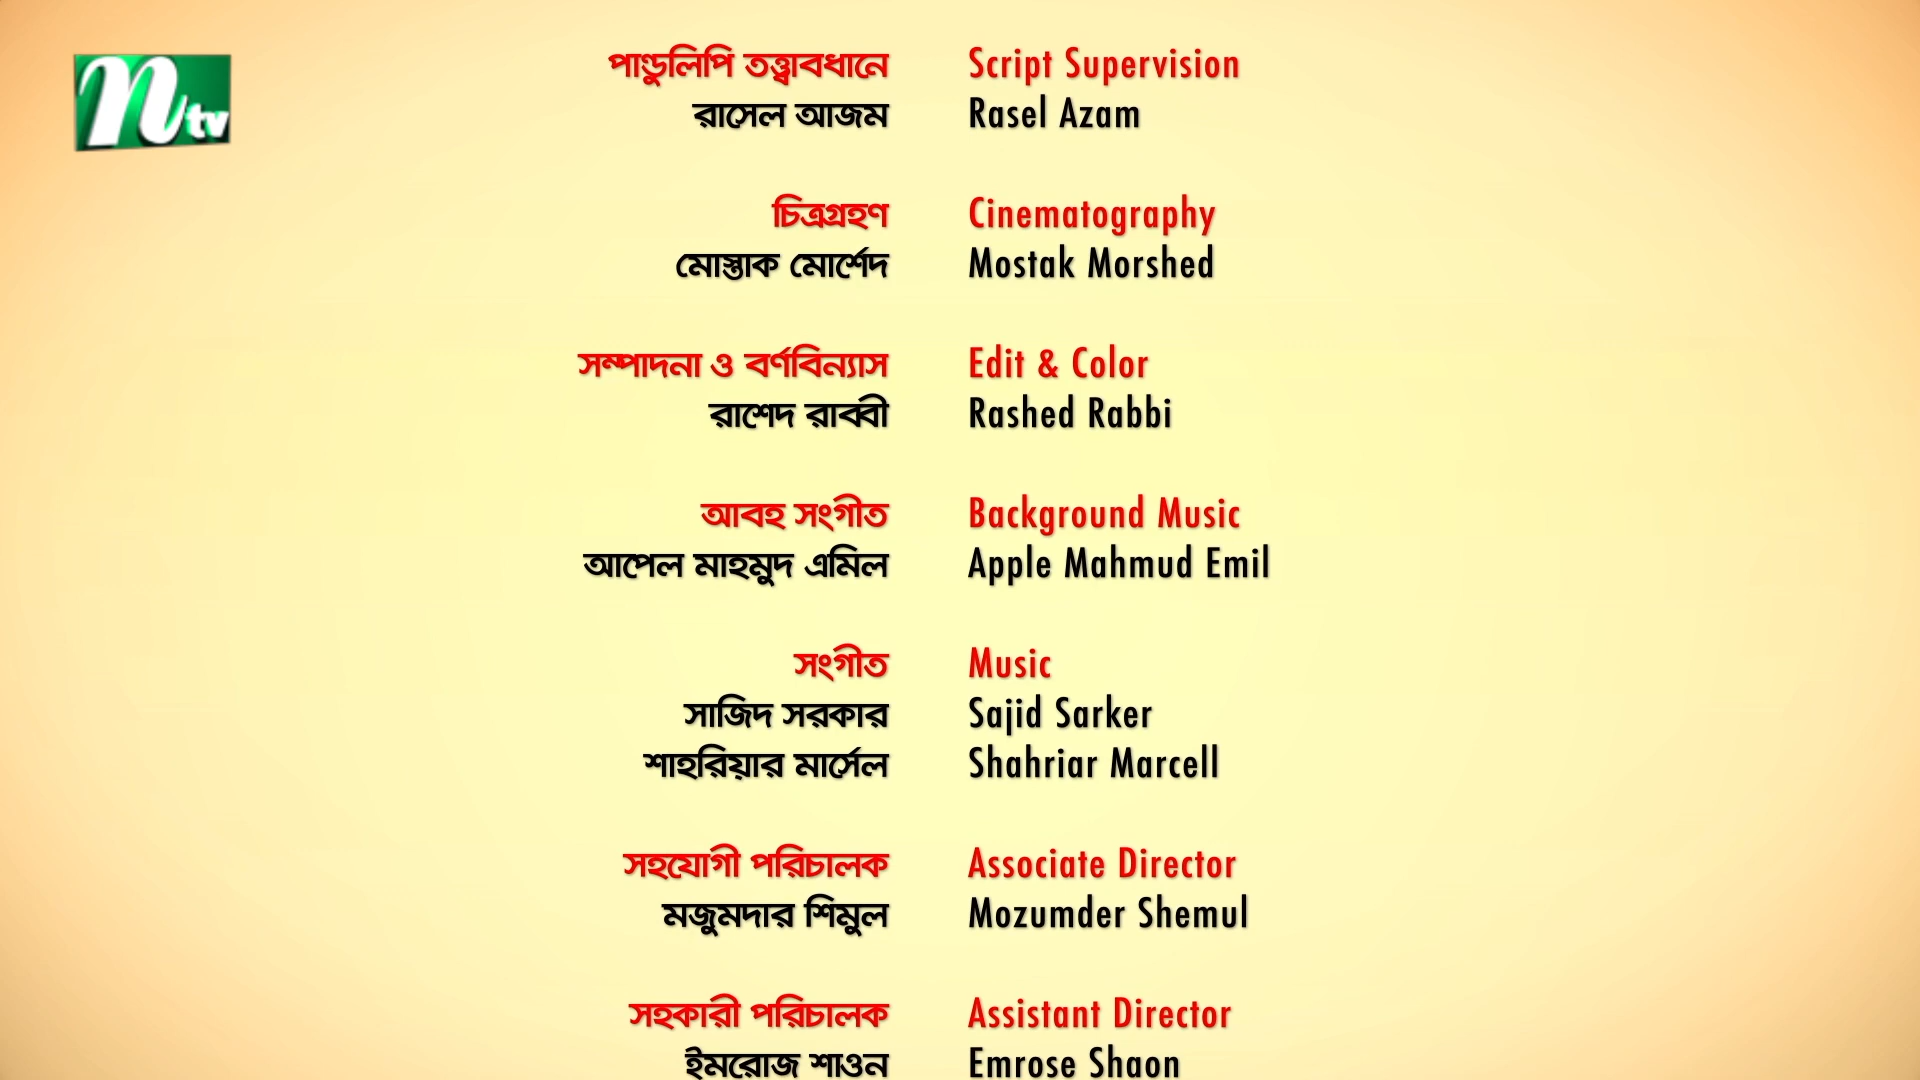 ntv
পাণ্ডুলিপি তত্ত্বাবধানে Script Supervision
রাসেল আজম Rasel Azam
চিত্রগ্রহণ Cinematography
মোস্তাক মোর্শেদ Mostak Morshed
সম্পাদনা ও বর্ণবিন্যাস Edit & Color
রাশেদ রাব্বী Rashed Rabbi
আবহ সংগীত Background Music
আপেল মাহমুদ এমিল Apple Mahmud Emil
সংগীত Music
সাজিদ সরকার Sajid Sarker
শাহরিয়ার মার্সেল Shahriar Marcell
সহযোগী পরিচালক Associate Director
মজুমদার শিমুল Mozumder Shemul
সহকারী পরিচালক Assistant Director
ইমরোজ শাওন Emrose Shaon